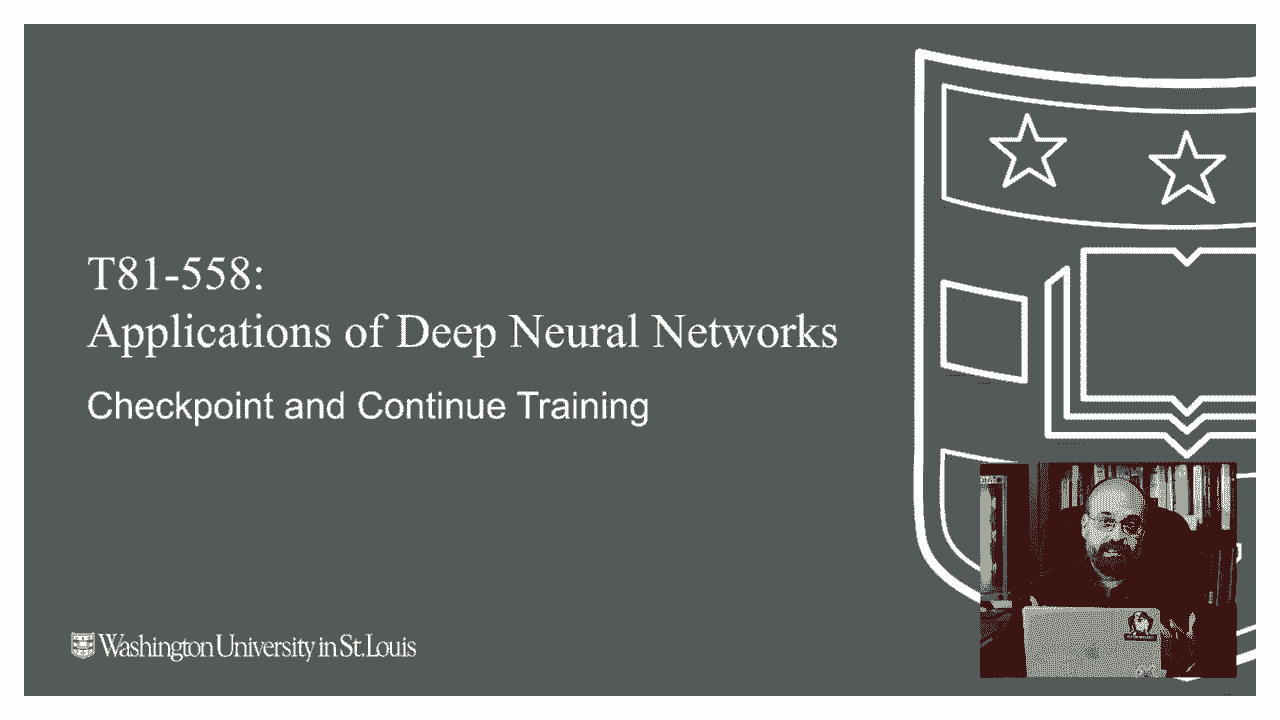 T81-558:
Applications of Deep Neural Networks
Checkpoint and Continue Training
Washington University in St. Louis